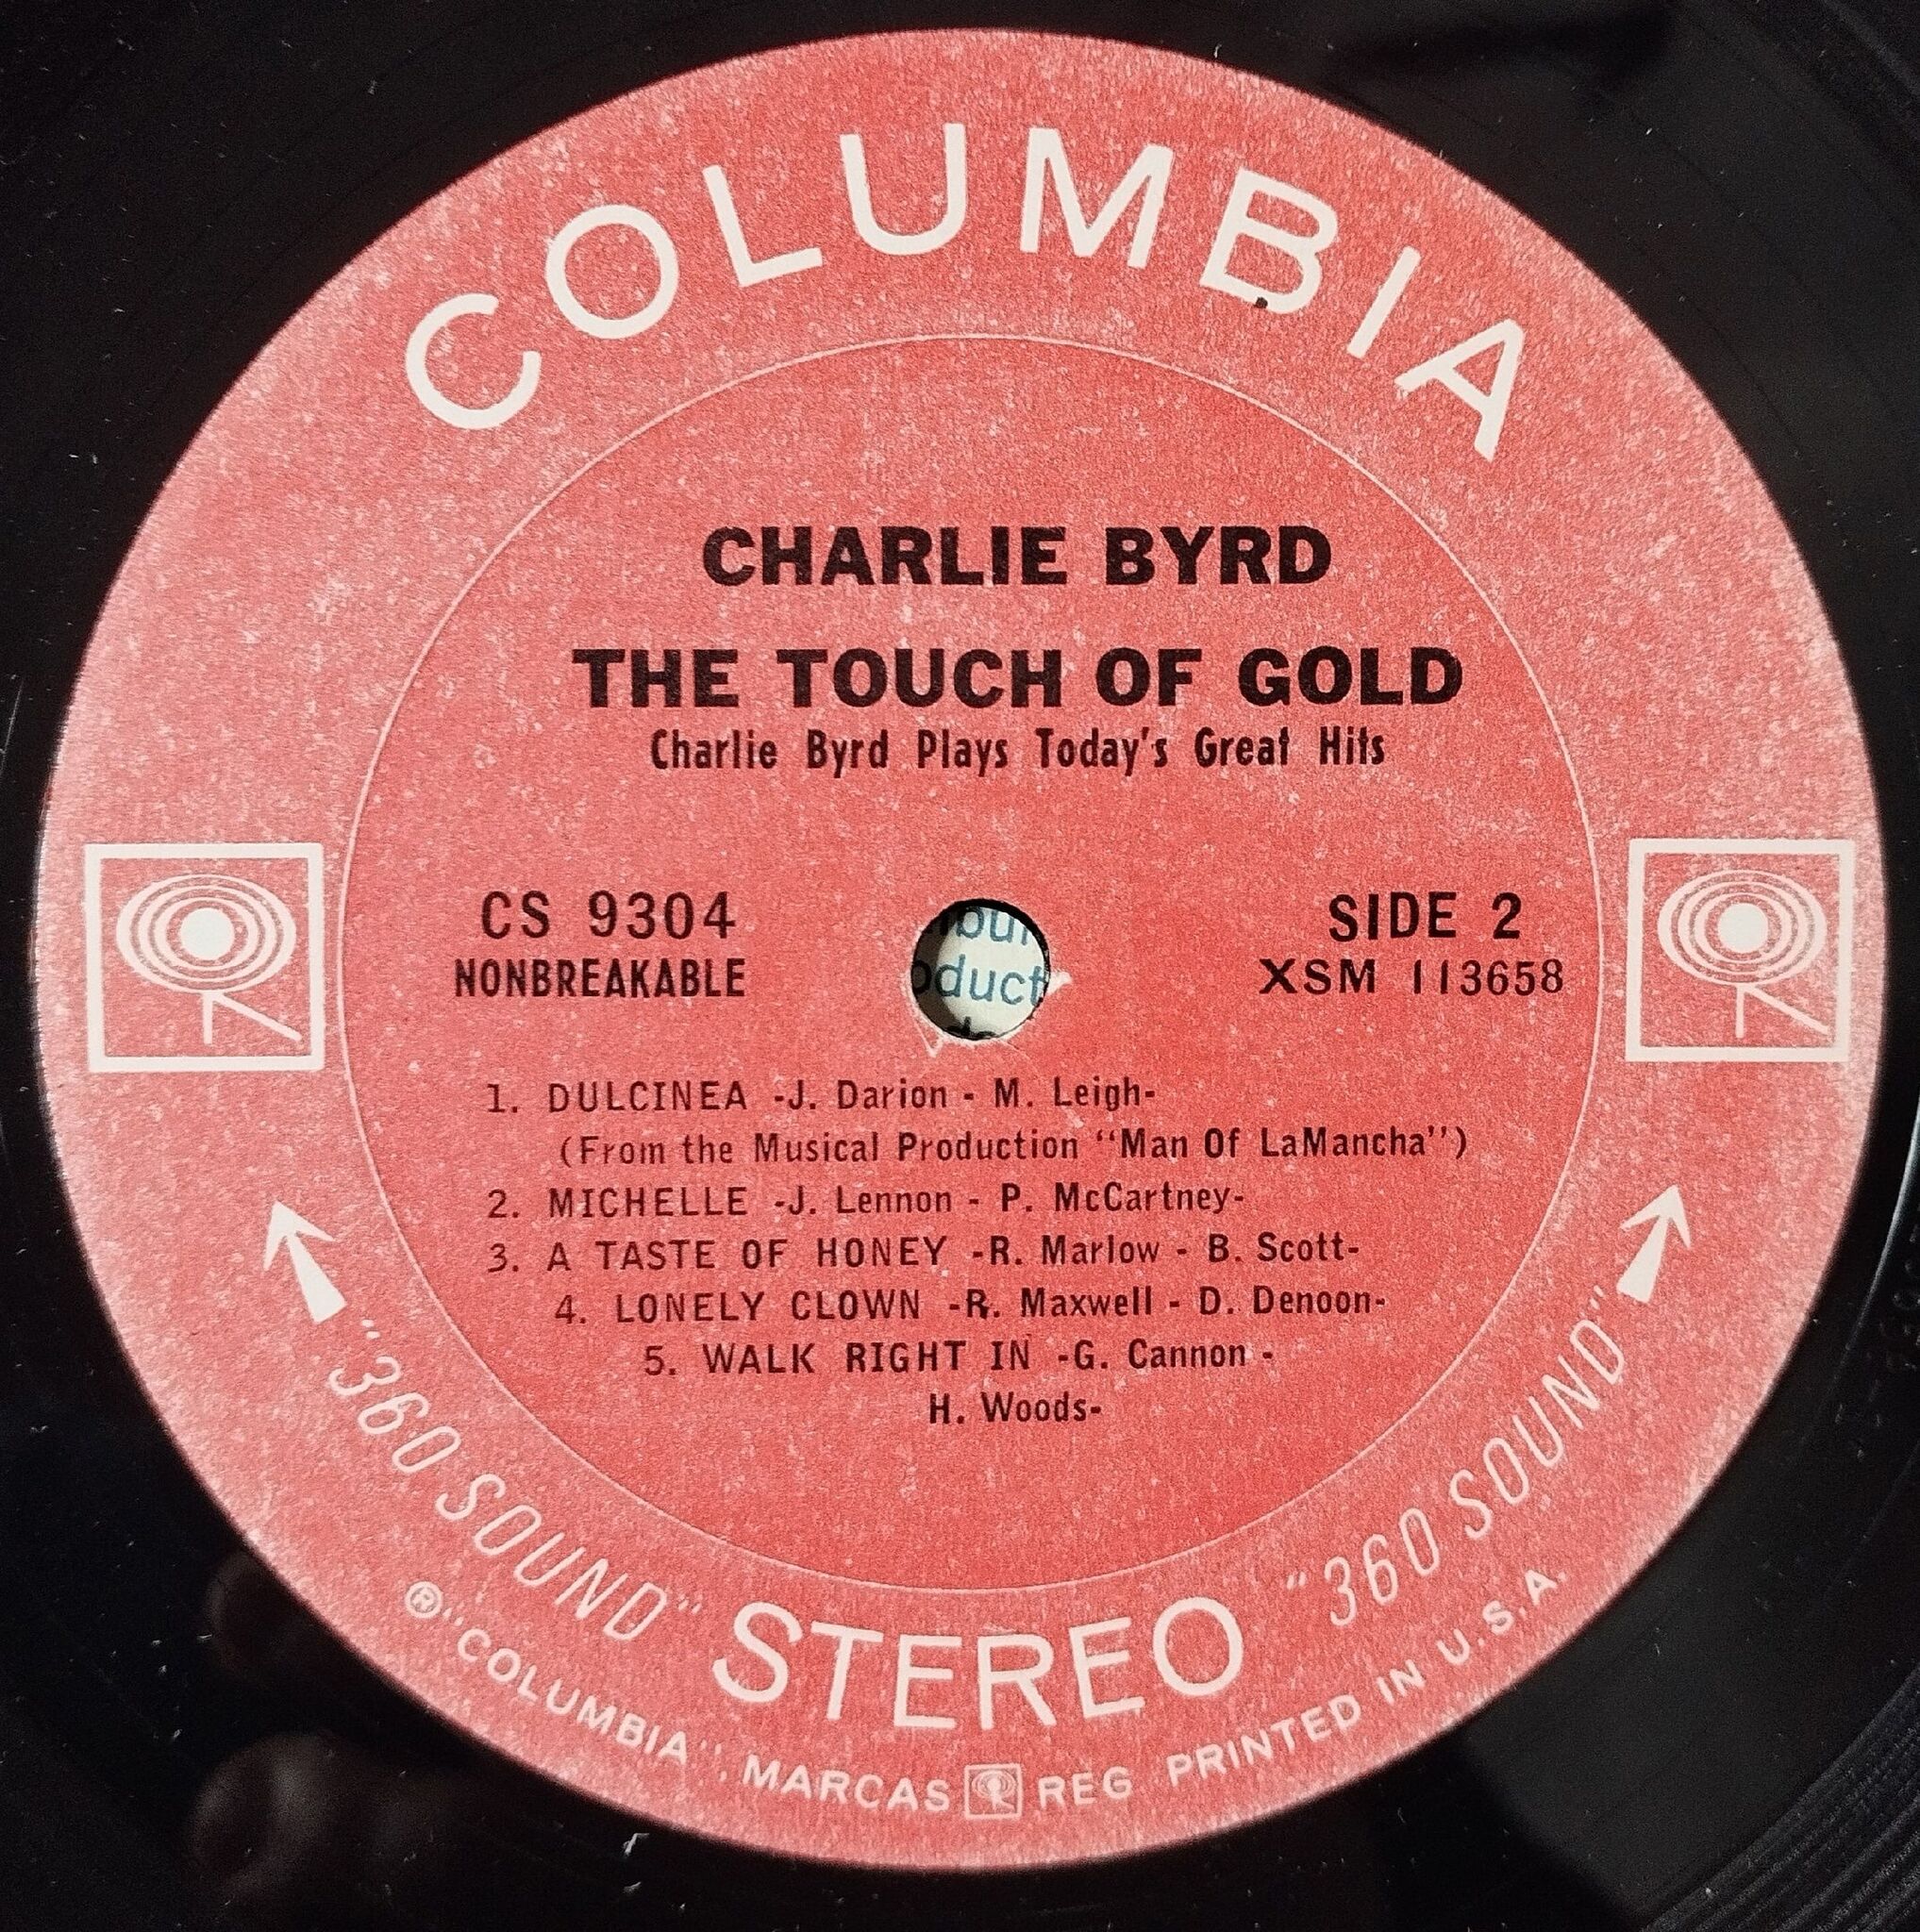 COLUMBIA
CHARLIE BYRD
THE TOUCH OF GOLD
Charlie Byrd Plays Today's Great Hits
CS 9304
NONBREAKABLE
SIDE 2
XSM 113658
1. DULCINEA -J. Darion - M. Leigh-
(From the Musical Production "Man Of LaMancha")
2. MICHELLE -J. Lennon - P. McCartney-
3. A TASTE OF HONEY -R. Marlow - B. Scott-
4. LONELY CLOWN -R. Maxwell - D. Denoon-
5. WALK RIGHT IN -G. Cannon -
H. Woods-
"360 SOUND" STEREO "360 SOUND"
® "COLUMBIA", MARCAS REG PRINTED IN U.S.A.